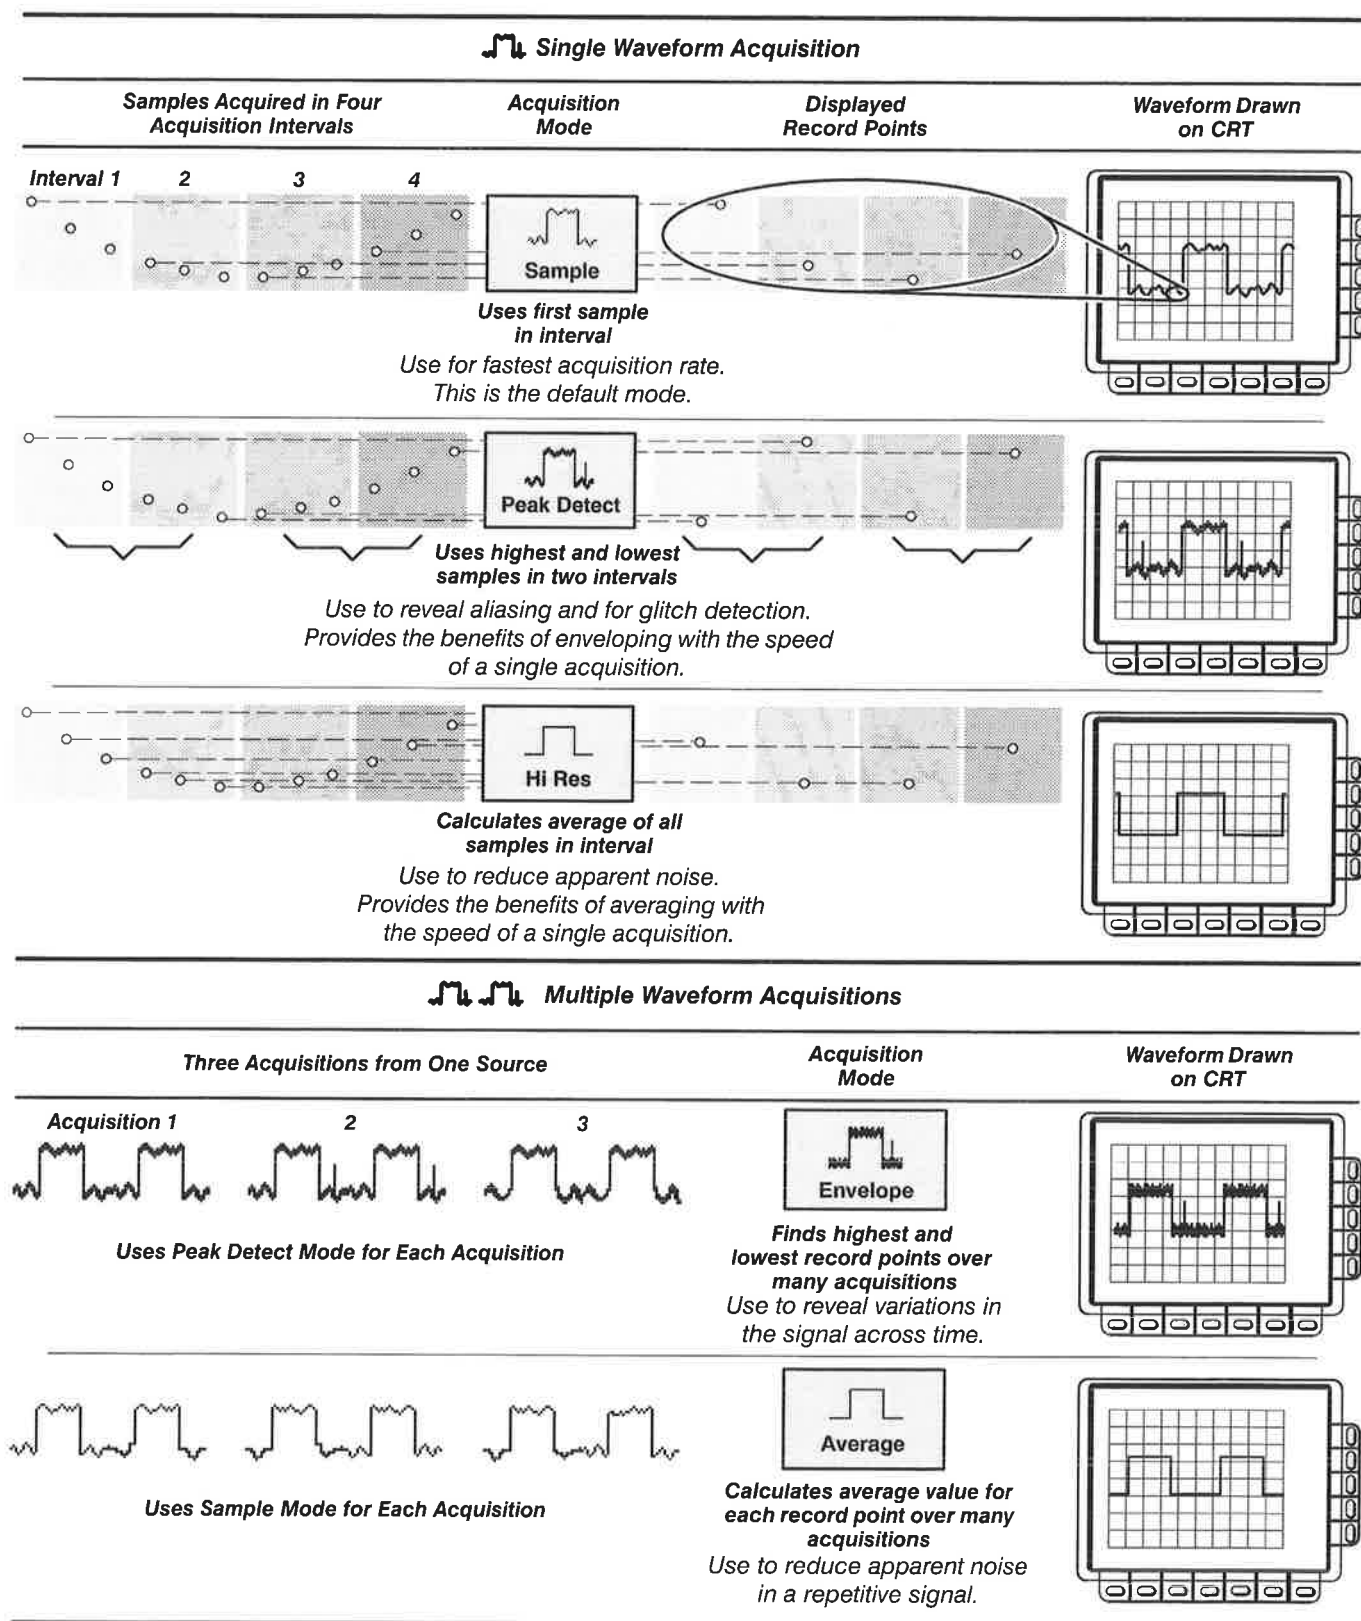 Single Waveform Acquisition
Samples Acquired in Four
Acquisition Intervals
Acquisition
Mode
Displayed
Record Points
Waveform Drawn
on CRT
Interval 1 2 3 4
Sample
Uses first sample
in interval
Use for fastest acquisition rate.
This is the default mode.
Peak Detect
Uses highest and lowest
samples in two intervals
Use to reveal aliasing and for glitch detection.
Provides the benefits of enveloping with the speed
of a single acquisition.
Hi Res
Calculates average of all
samples in interval
Use to reduce apparent noise.
Provides the benefits of averaging with
the speed of a single acquisition.
Multiple Waveform Acquisitions
Three Acquisitions from One Source
Acquisition
Mode
Waveform Drawn
on CRT
Acquisition 1 2 3
Envelope
Uses Peak Detect Mode for Each Acquisition
Finds highest and
lowest record points over
many acquisitions
Use to reveal variations in
the signal across time.
Average
Uses Sample Mode for Each Acquisition
Calculates average value for
each record point over many
acquisitions
Use to reduce apparent noise
in a repetitive signal.